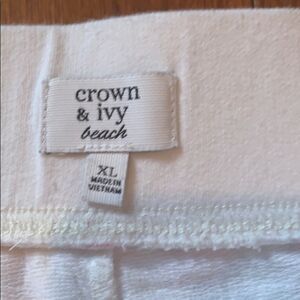 crown
& ivy
beach
XL
MADE IN
VIETNAM